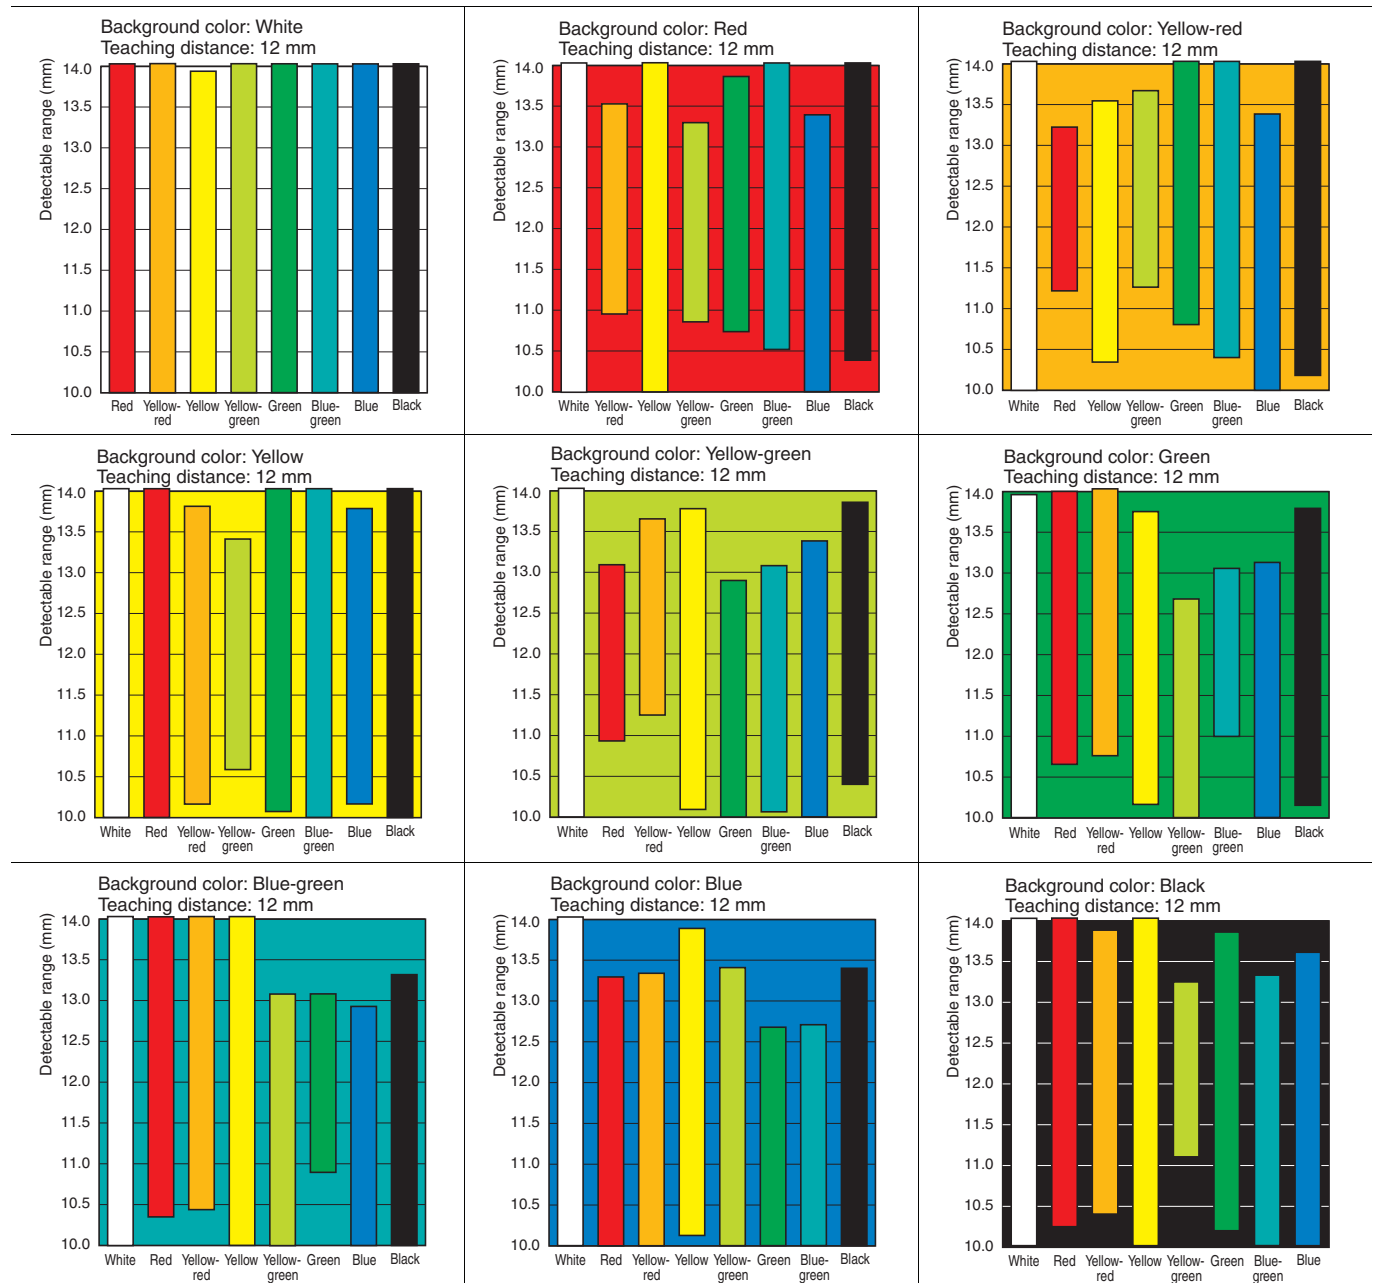 Background color: White
Teaching distance: 12 mm
Detectable range (mm)
14.0
13.5
13.0
12.5
12.0
11.5
11.0
10.5
10.0
Red Yellow- Yellow Yellow- Green Blue- Blue Black
red green green
Background color: Red
Teaching distance: 12 mm
Detectable range (mm)
14.0
13.5
13.0
12.5
12.0
11.5
11.0
10.5
10.0
White Yellow- Yellow Yellow- Green Blue- Blue Black
red green green
Background color: Yellow-red
Teaching distance: 12 mm
Detectable range (mm)
14.0
13.5
13.0
12.5
12.0
11.5
11.0
10.5
10.0
White Red Yellow Yellow- Green Blue- Blue Black
green green
Background color: Yellow
Teaching distance: 12 mm
Detectable range (mm)
14.0
13.5
13.0
12.5
12.0
11.5
11.0
10.5
10.0
White Red Yellow- Yellow- Green Blue- Blue Black
red green green
Background color: Yellow-green
Teaching distance: 12 mm
Detectable range (mm)
14.0
13.5
13.0
12.5
12.0
11.5
11.0
10.5
10.0
White Red Yellow- Yellow Green Blue- Blue Black
red green
Background color: Green
Teaching distance: 12 mm
Detectable range (mm)
14.0
13.5
13.0
12.5
12.0
11.5
11.0
10.5
10.0
White Red Yellow- Yellow Yellow- Blue- Blue Black
red green green
Background color: Blue-green
Teaching distance: 12 mm
Detectable range (mm)
14.0
13.5
13.0
12.5
12.0
11.5
11.0
10.5
10.0
White Red Yellow- Yellow Yellow- Green Blue Black
red green
Background color: Blue
Teaching distance: 12 mm
Detectable range (mm)
14.0
13.5
13.0
12.5
12.0
11.5
11.0
10.5
10.0
White Red Yellow- Yellow Yellow- Green Blue- Black
red green green
Background color: Black
Teaching distance: 12 mm
Detectable range (mm)
14.0
13.5
13.0
12.5
12.0
11.5
11.0
10.5
10.0
White Red Yellow- Yellow Yellow- Green Blue- Blue
red green green